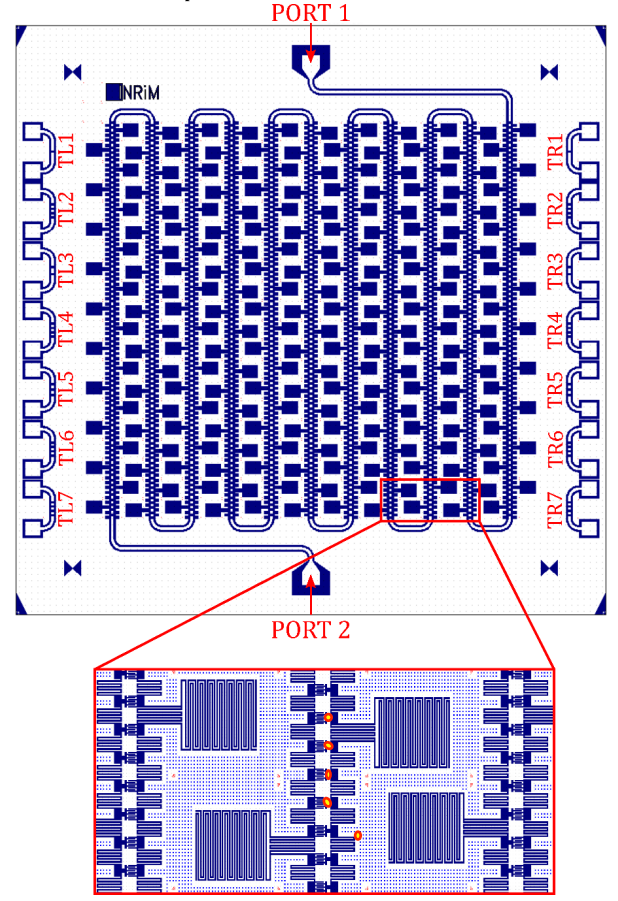 PORT 1
INRiM
TL1
TR1
TL2
TR2
TL3
TR3
TL4
TR4
TL5
TR5
TL6
TR6
TL7
TR7
PORT 2